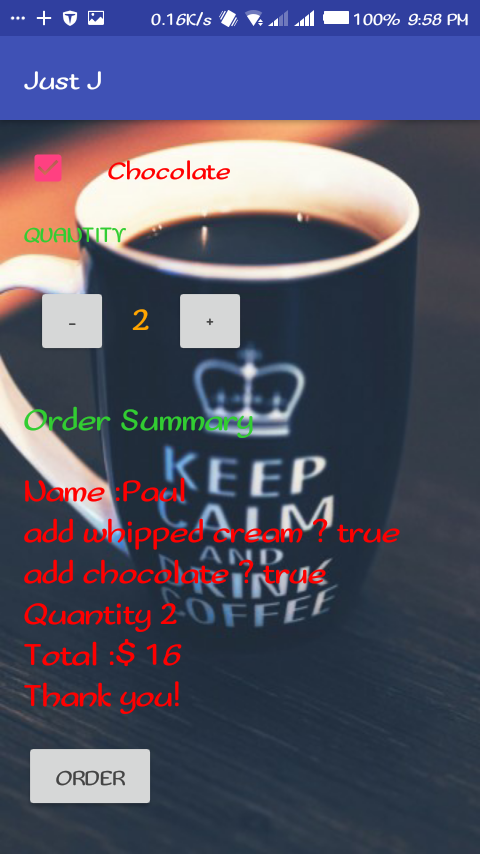 0.16K/s 100% 9:58 PM
Just J
Chocolate
QUANTITY
- 2 +
Order Summary
KEEP
Name :Paul
CALM
add whipped cream ? true
AND
add chocolate ? true
DRINK
COFFEE
Quantity 2
Total :$ 16
Thank you!
ORDER